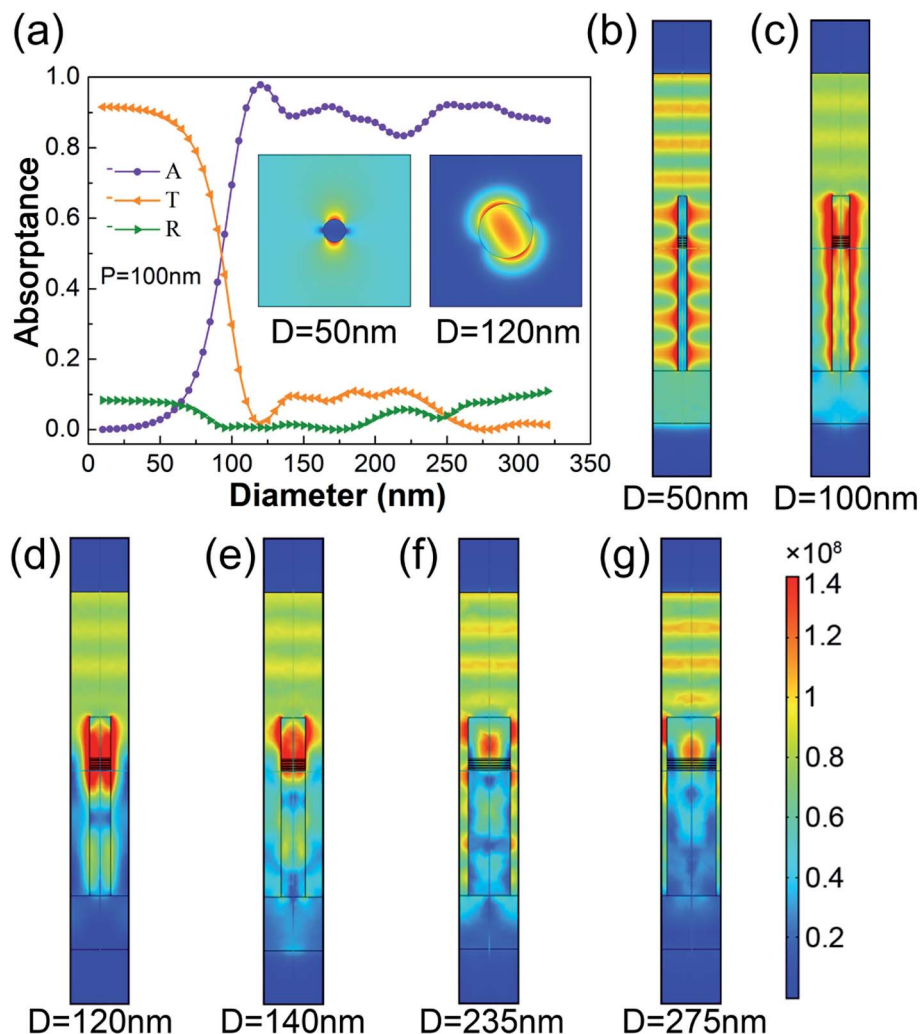 (a)
(b)
(c)
Absorptance
1.0
0.8
0.6
0.4
0.2
0.0
A
T
R
P=100nm
D=50nm
D=120nm
0 50 100 150 200 250 300 350
Diameter (nm)
D=50nm
D=100nm
(d)
(e)
(f)
(g)
×10⁸
1.4
1.2
1
0.8
0.6
0.4
0.2
D=120nm
D=140nm
D=235nm
D=275nm